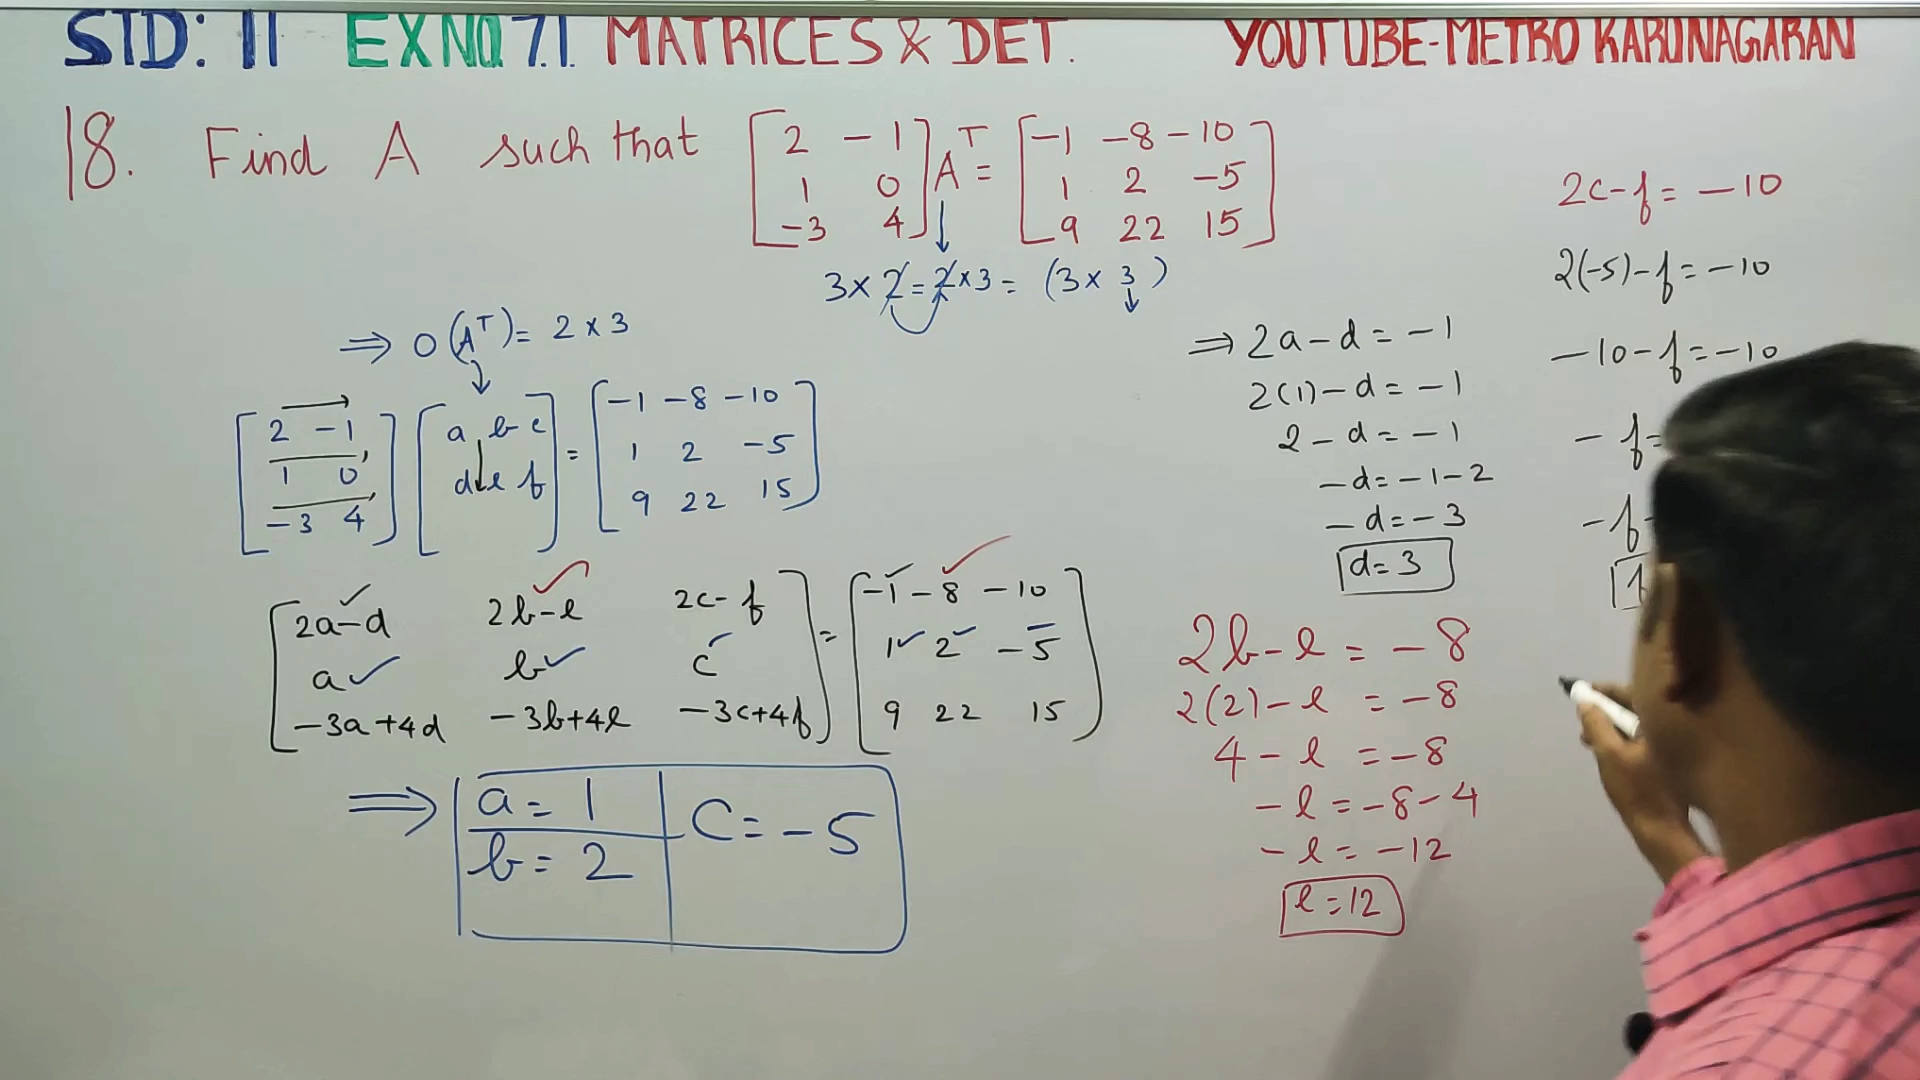 STD: 11 EX NO 7.1 MATRICES & DET. YOUTUBE-METRO KARUNAGARAN
18. Find A such that [2 -1; 1 0; -3 4] A^T = [-1 -8 -10; 1 2 -5; 9 22 15]
3 × 2 = 2 × 3 = (3 × 3)
⇒ O(A^T) = 2 × 3
[2 -1; 1 0; -3 4] [a b c; d e f] = [-1 -8 -10; 1 2 -5; 9 22 15]
[2a-d 2b-e 2c-f; a b c; -3a+4d -3b+4e -3c+4f] = [-1 -8 -10; 1 2 -5; 9 22 15]
⇒ a = 1
b = 2
C = -5
⇒ 2a - d = -1
2(1) - d = -1
2 - d = -1
-d = -1-2
-d = -3
d = 3
2b - e = -8
2(2) - e = -8
4 - e = -8
-e = -8-4
-e = -12
e = 12
2c - f = -10
2(-5) - f = -10
-10 - f = -10
-f =
-f